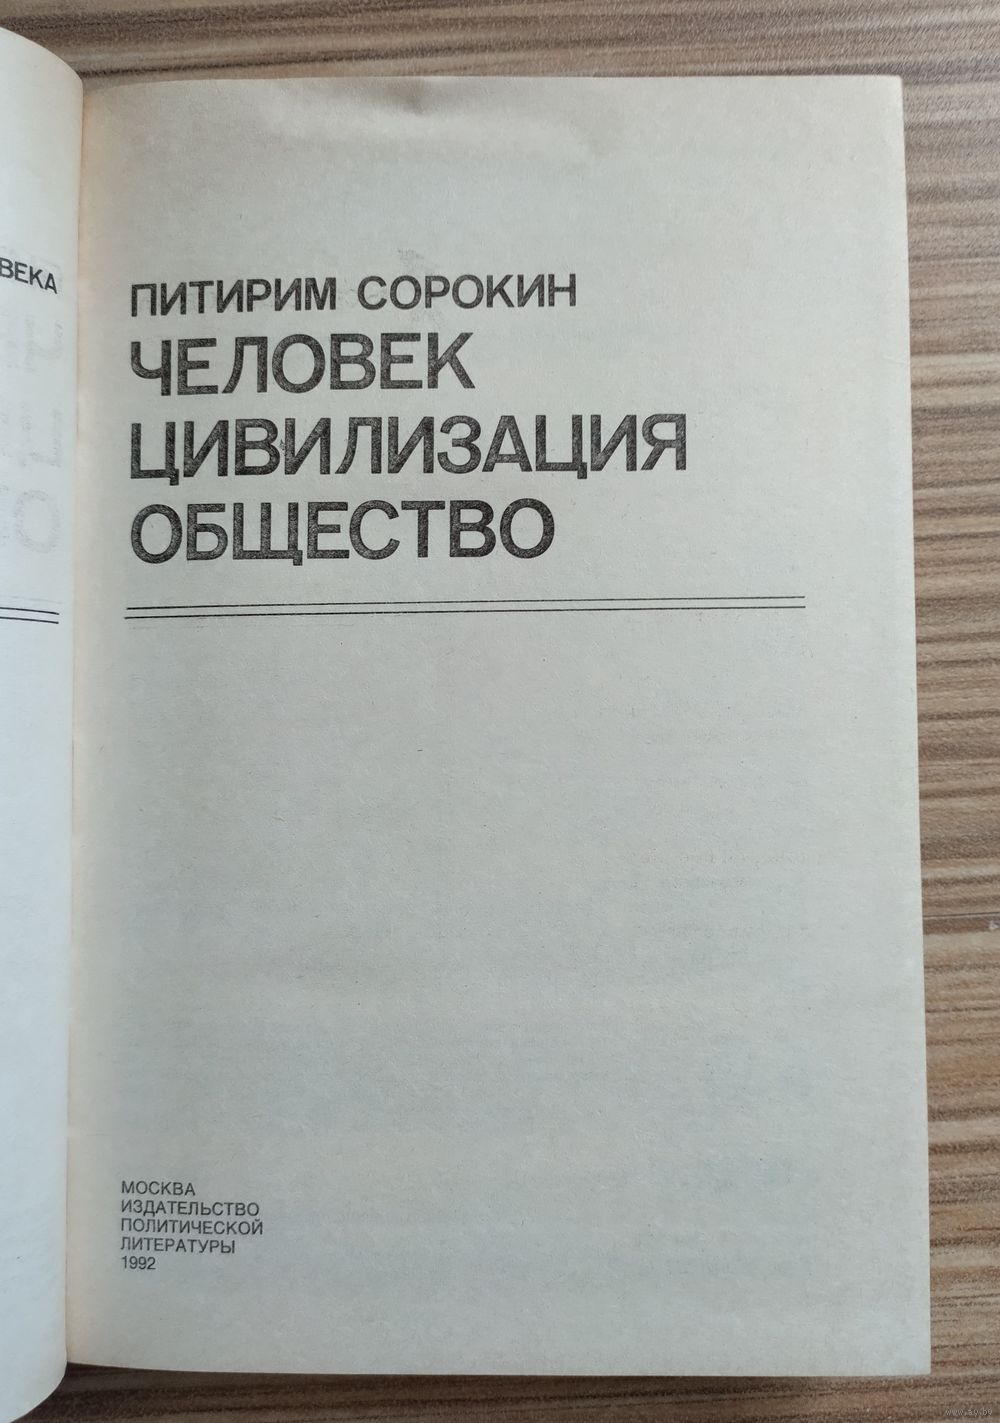 ВЕКА
ПИТИРИМ СОРОКИН
ЧЕЛОВЕК
ЦИВИЛИЗАЦИЯ
ОБЩЕСТВО
МОСКВА
ИЗДАТЕЛЬСТВО
ПОЛИТИЧЕСКОЙ
ЛИТЕРАТУРЫ
1992